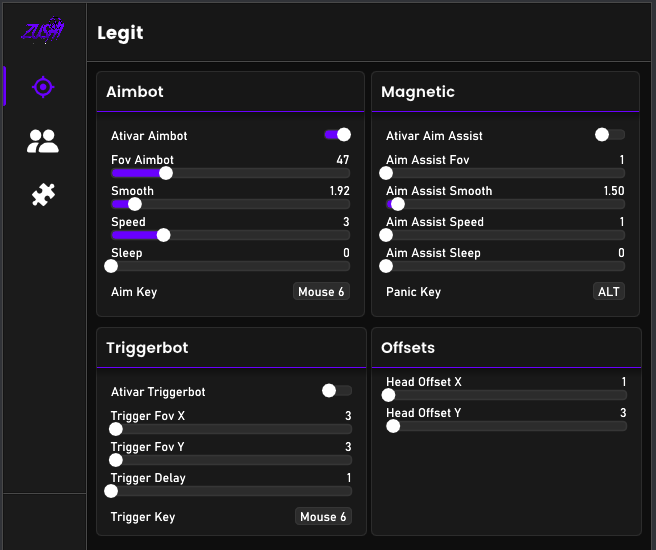 Legit
Aimbot
Ativar Aimbot
Fov Aimbot 47
Smooth 1.92
Speed 3
Sleep 0
Aim Key Mouse 6
Magnetic
Ativar Aim Assist
Aim Assist Fov 1
Aim Assist Smooth 1.50
Aim Assist Speed 1
Aim Assist Sleep 0
Panic Key ALT
Triggerbot
Ativar Triggerbot
Trigger Fov X 3
Trigger Fov Y 3
Trigger Delay 1
Trigger Key Mouse 6
Offsets
Head Offset X 1
Head Offset Y 3